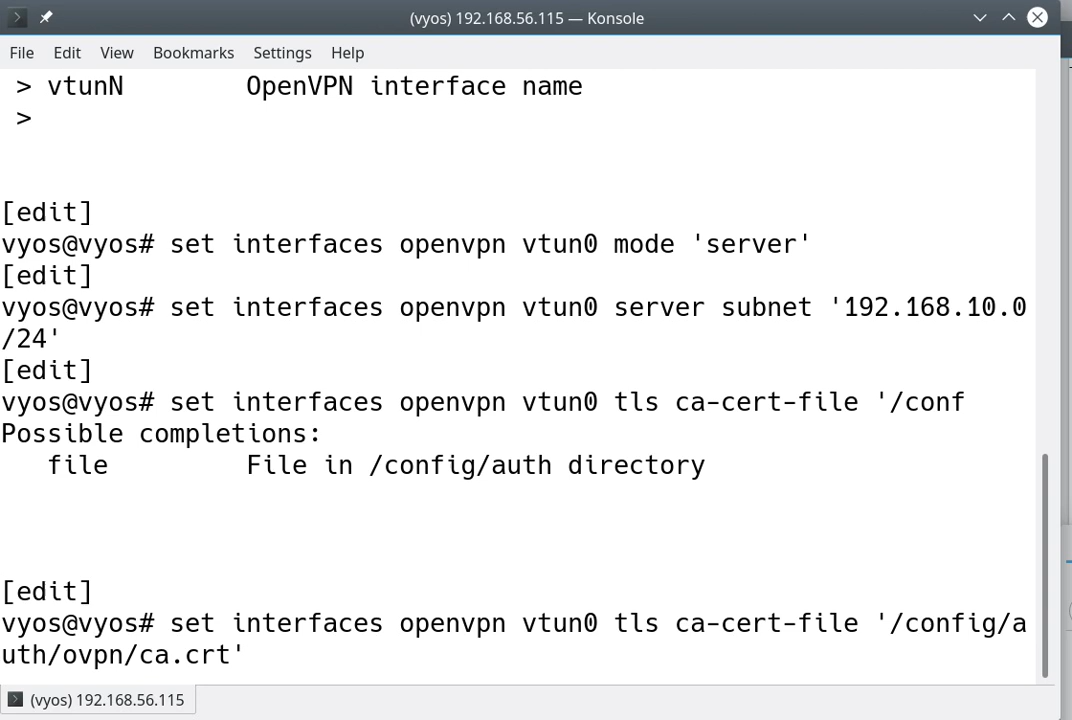 (vyos) 192.168.56.115 — Konsole
File Edit View Bookmarks Settings Help
> vtunN OpenVPN interface name
>
[edit]
vyos@vyos# set interfaces openvpn vtun0 mode 'server'
[edit]
vyos@vyos# set interfaces openvpn vtun0 server subnet '192.168.10.0
/24'
[edit]
vyos@vyos# set interfaces openvpn vtun0 tls ca-cert-file '/conf
Possible completions:
file File in /config/auth directory
[edit]
vyos@vyos# set interfaces openvpn vtun0 tls ca-cert-file '/config/a
uth/ovpn/ca.crt'
(vyos) 192.168.56.115